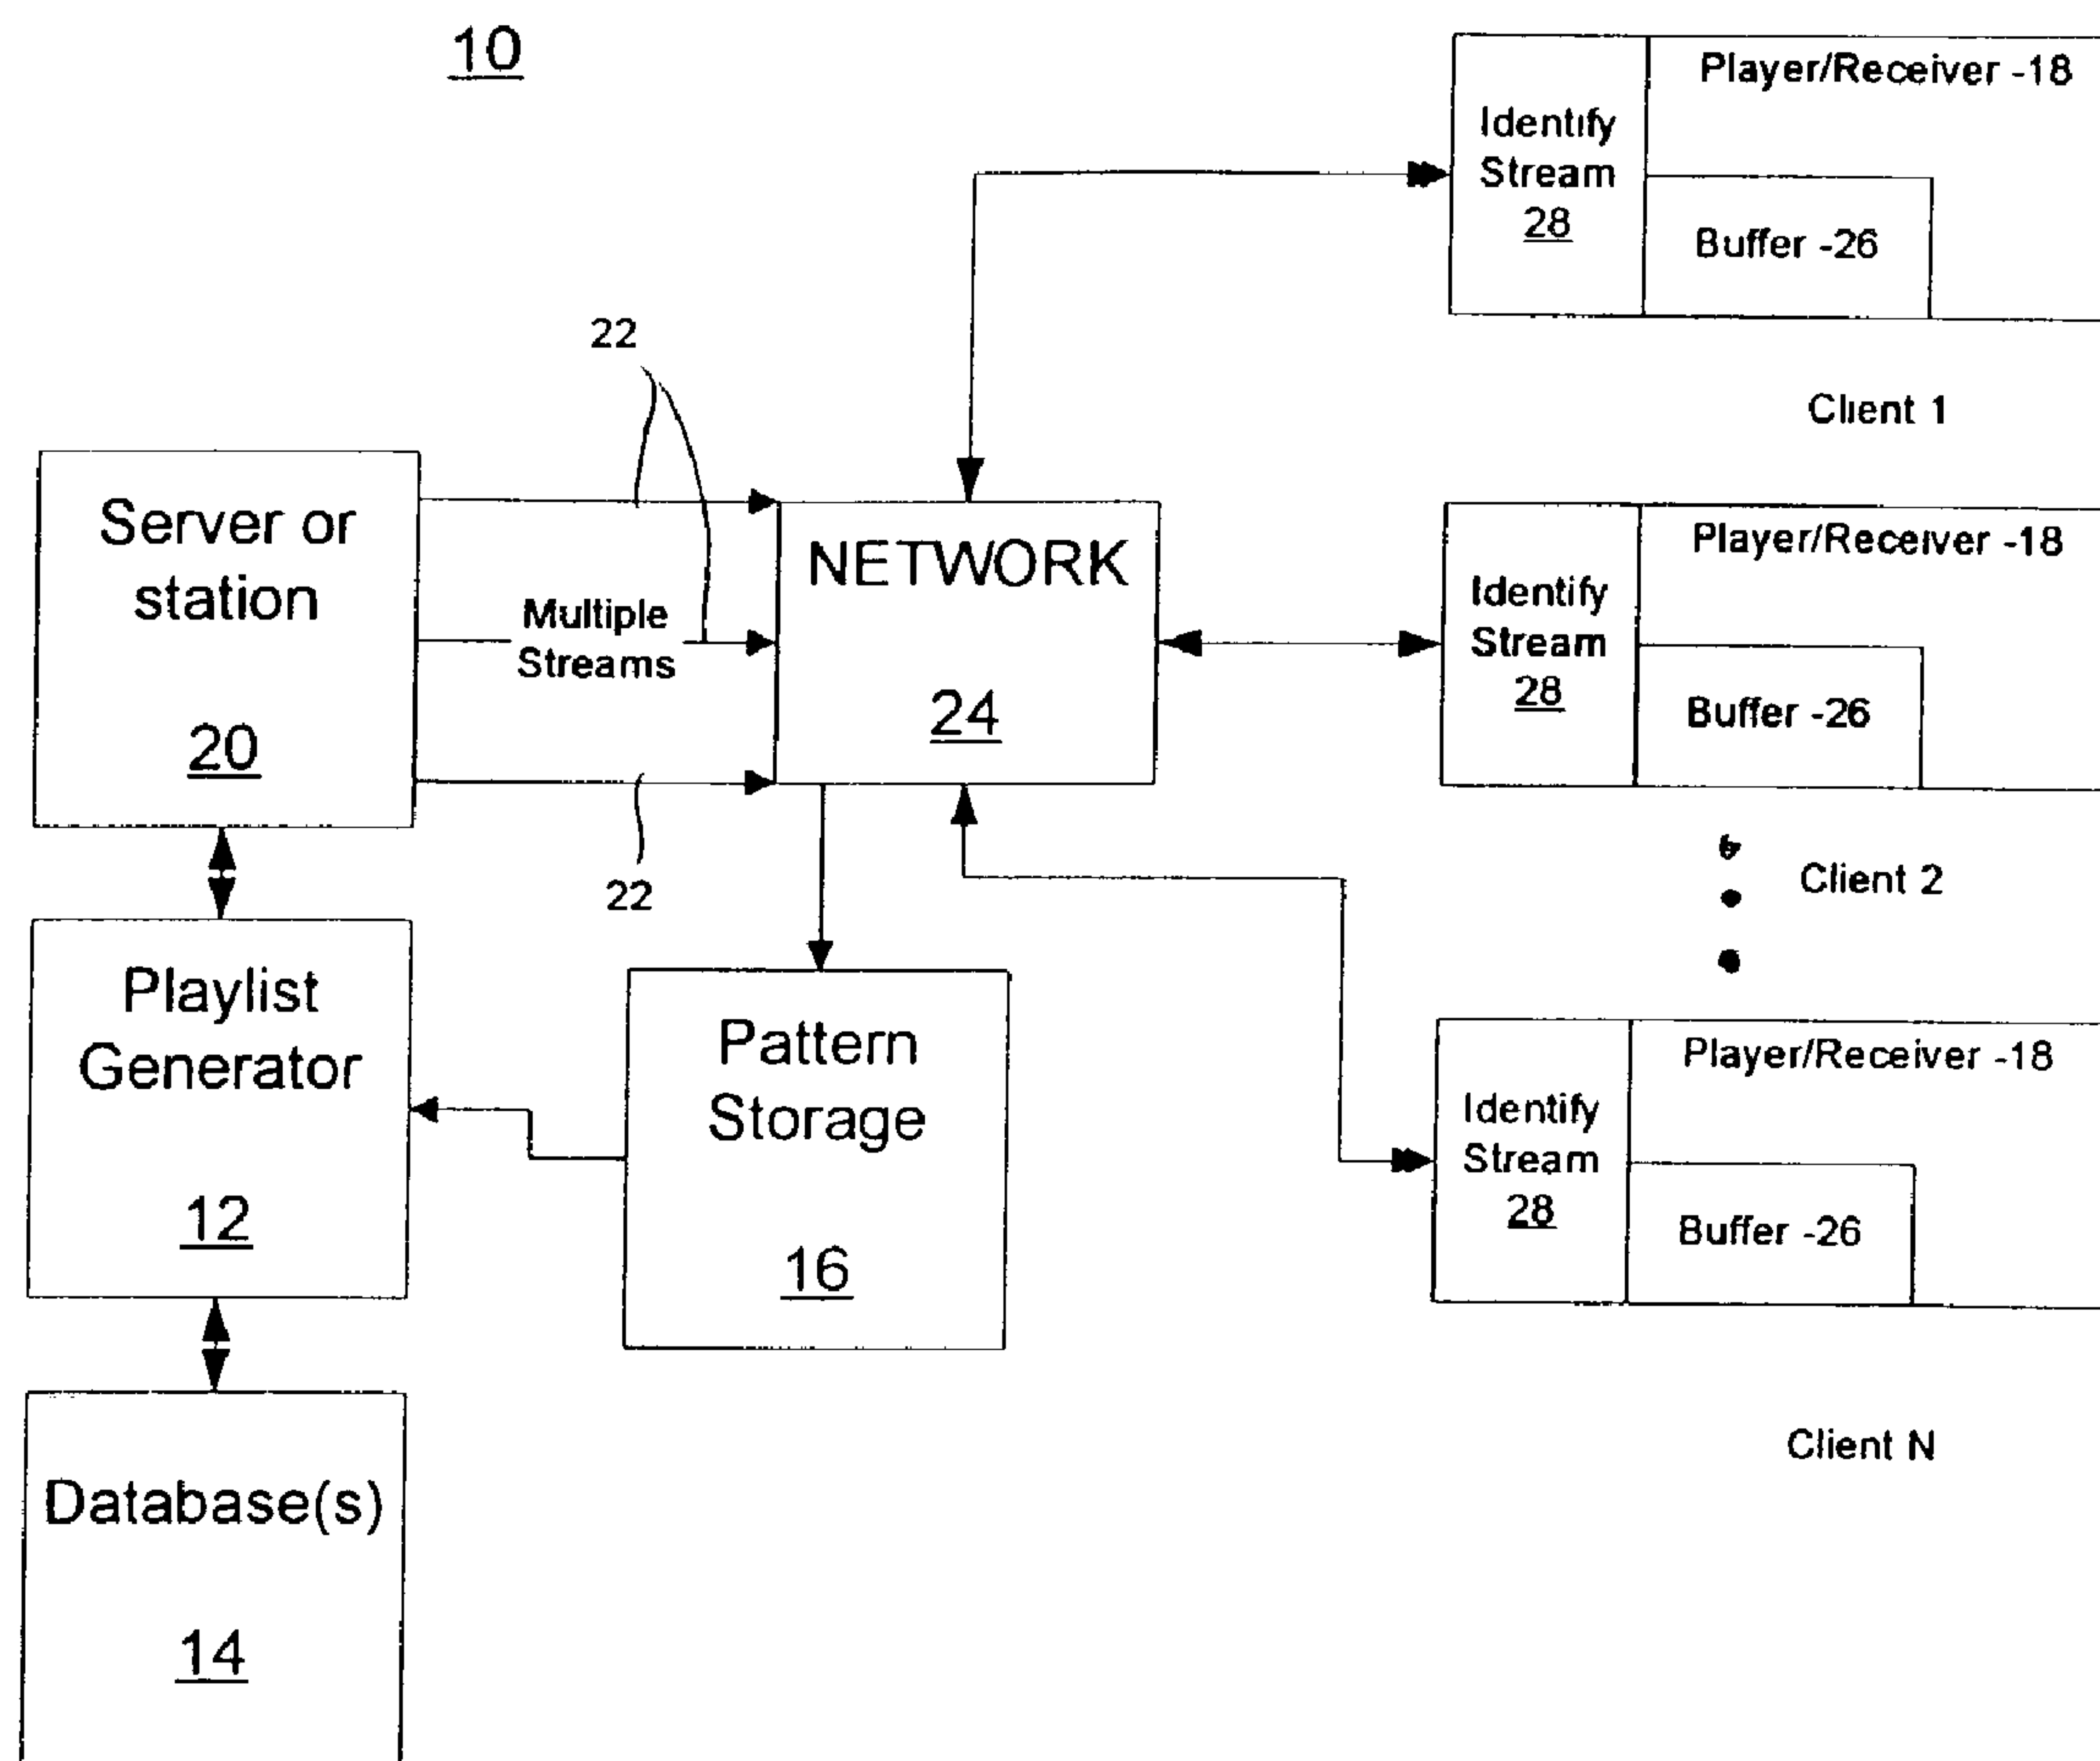 10
Player/Receiver -18
Identify
Stream
28
Buffer -26
Client 1
22
Server or
station
20
Multiple
Streams
NETWORK
24
Player/Receiver -18
Identify
Stream
28
Buffer -26
Client 2
22
Playlist
Generator
12
Pattern
Storage
16
Player/Receiver -18
Identify
Stream
28
Buffer -26
Client N
Database(s)
14